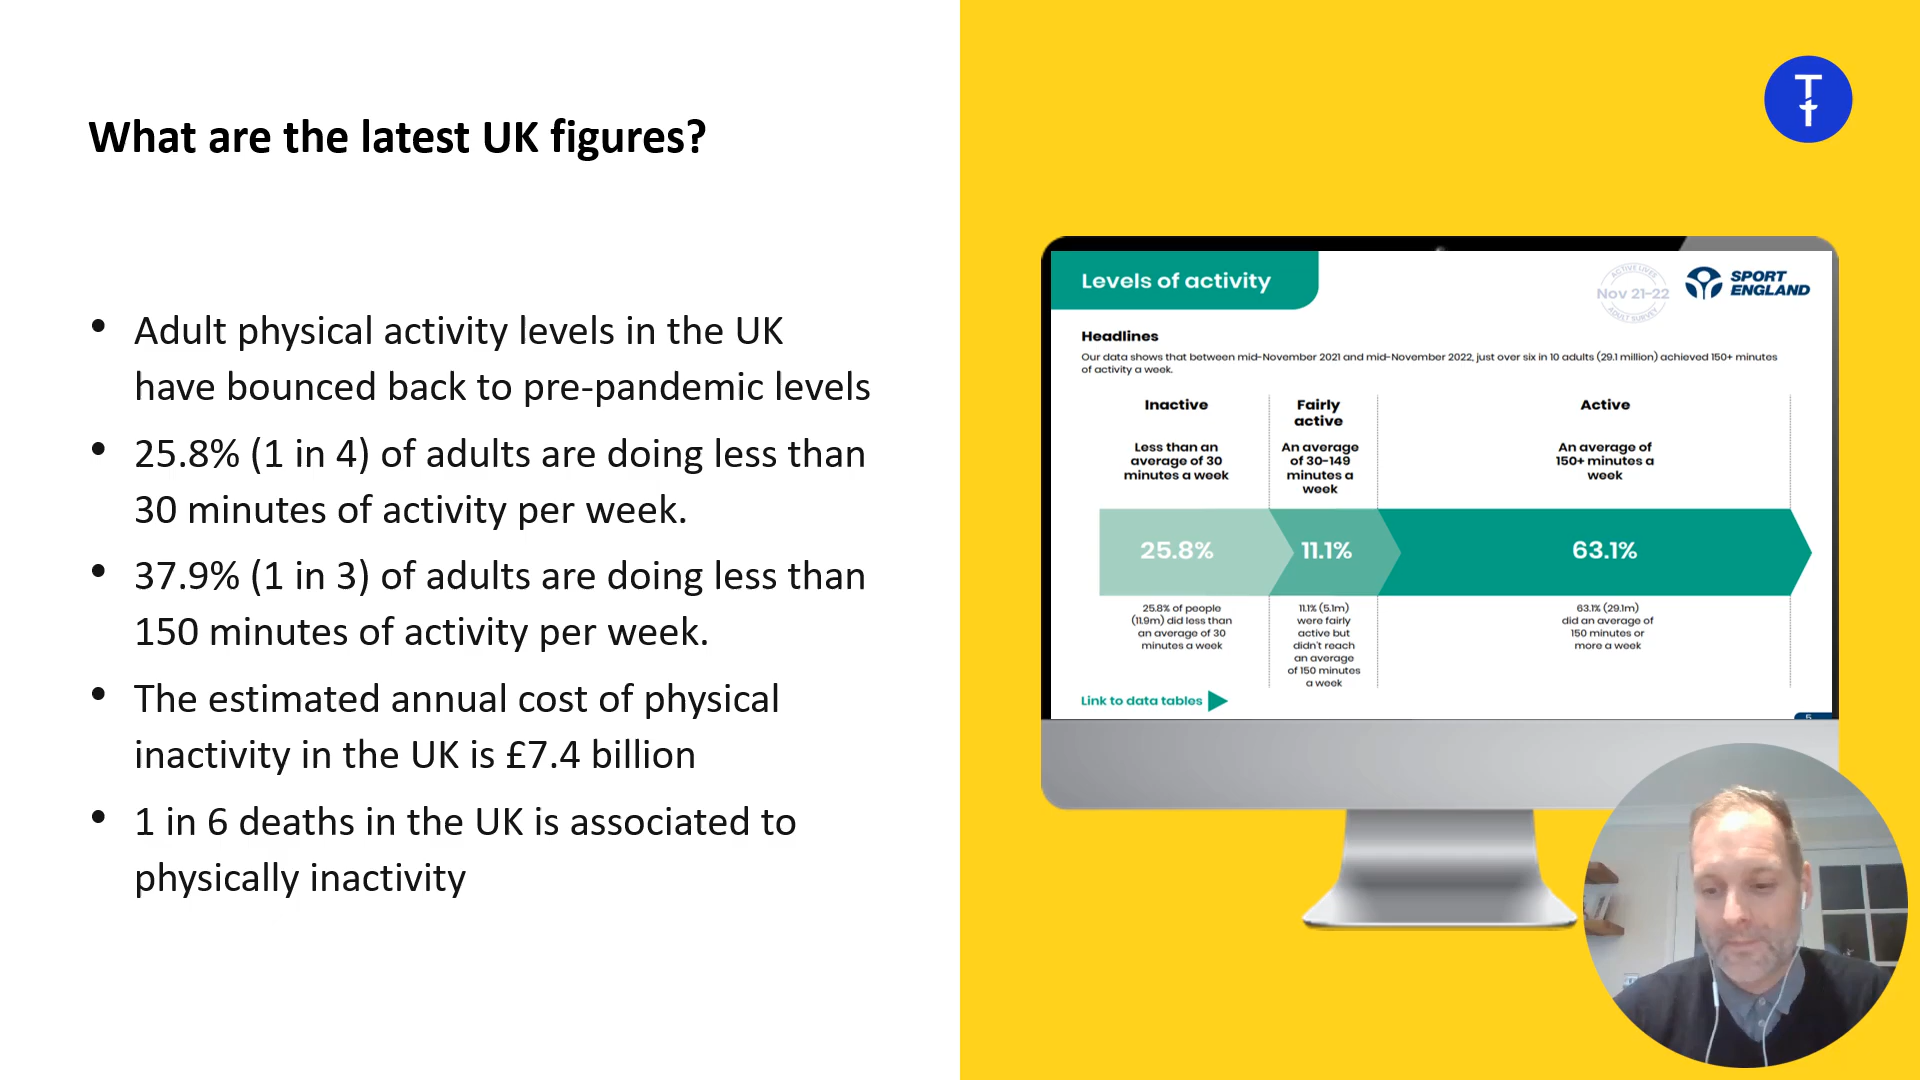 What are the latest UK figures?
• Adult physical activity levels in the UK
have bounced back to pre-pandemic levels
• 25.8% (1 in 4) of adults are doing less than
30 minutes of activity per week.
• 37.9% (1 in 3) of adults are doing less than
150 minutes of activity per week.
• The estimated annual cost of physical
inactivity in the UK is £7.4 billion
• 1 in 6 deaths in the UK is associated to
physically inactivity
Levels of activity
ACTIVE LIVES
Nov 21-22
ADULT SURVEY
SPORT
ENGLAND
Headlines
Our data shows that between mid-November 2021 and mid-November 2022, just over six in 10 adults (29.1 million) achieved 150+ minutes
of activity a week.
Inactive
Less than an
average of 30
minutes a week
25.8%
25.8% of people
(11.9m) did less than
an average of 30
minutes a week
Fairly
active
An average
of 30-149
minutes a
week
11.1%
11.1% (5.1m)
were fairly
active but
didn't reach
an average
of 150 minutes
a week
Active
An average of
150+ minutes a
week
63.1%
63.1% (29.1m)
did an average of
150 minutes or
more a week
Link to data tables
5